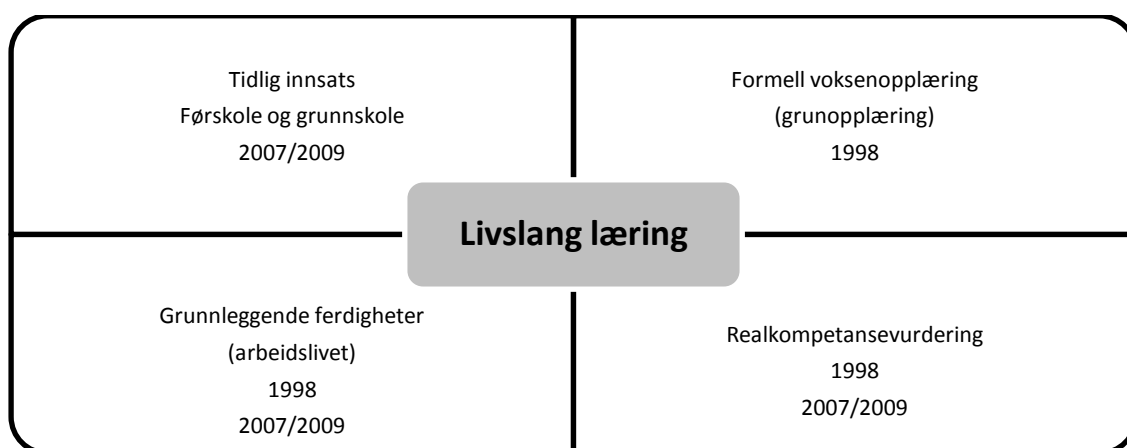 Tidlig innsats
Førskole og grunnskole
2007/2009
Formell voksenopplæring
(grunopplæring)
1998
Livslang læring
Grunnleggende ferdigheter
(arbeidslivet)
1998
2007/2009
Realkompetansevurdering
1998
2007/2009